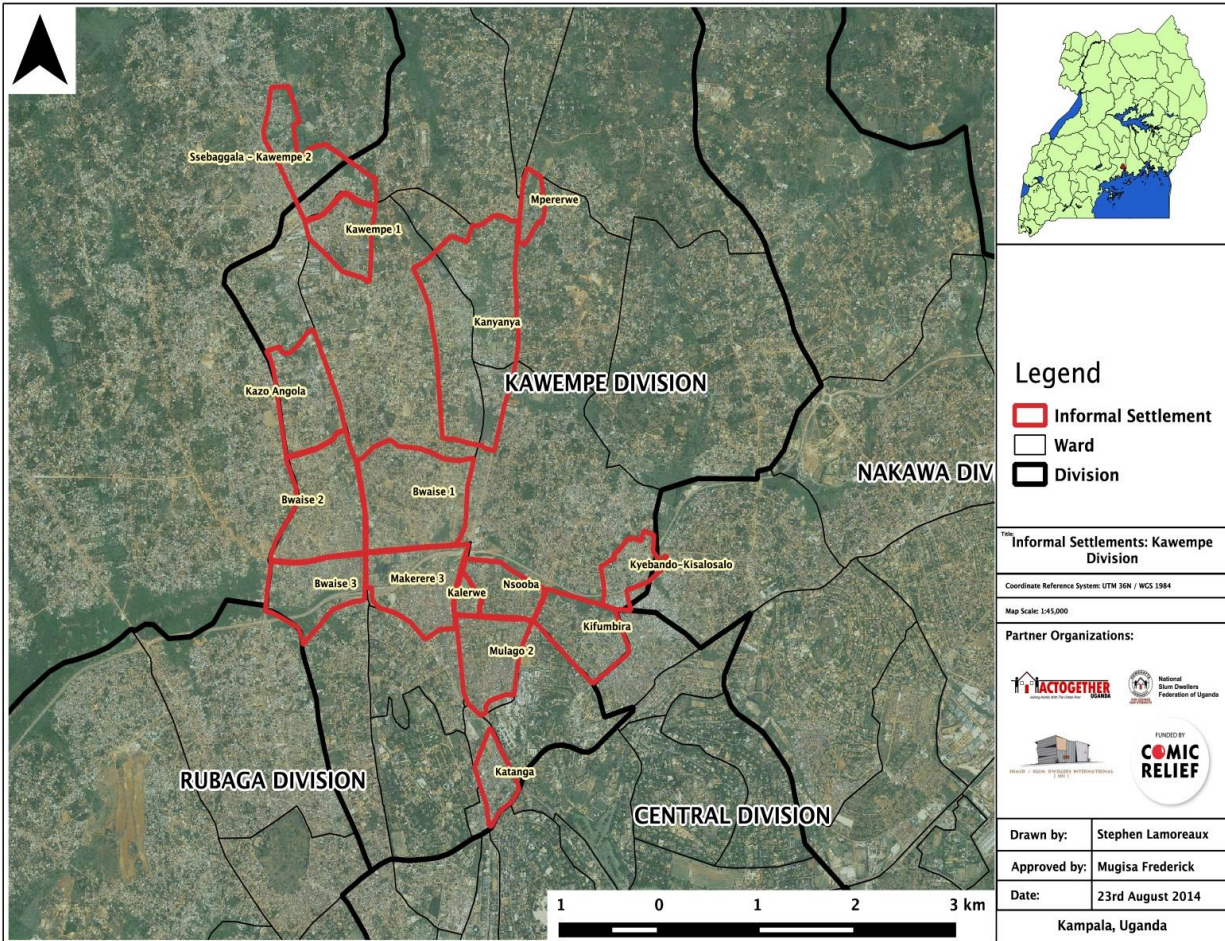 Ssebaggala - Kawempe 2
Mpererwe
Kawempe 1
Kanyanya
KAWEMPE DIVISION
Kazo Angola
NAKAWA DIV
Bwaise 2
Bwaise 1
Kyebando-Kisalosalo
Bwaise 3
Makerere 3
Nsooba
Kalerwe
Kifumbira
Mulago 2
RUBAGA DIVISION
Katanga
CENTRAL DIVISION
1 0 1 2 3 km
Legend
Informal Settlement
Ward
Division
Title:
Informal Settlements: Kawempe
Division
Coordinate Reference System: UTM 36N / WGS 1984
Map Scale: 1:45,000
Partner Organizations:
ACTOGETHER
UGANDA
National
Slum Dwellers
Federation of Uganda
FUNDED BY
COMIC
RELIEF
Drawn by: Stephen Lamoreaux
Approved by: Mugisa Frederick
Date: 23rd August 2014
Kampala, Uganda